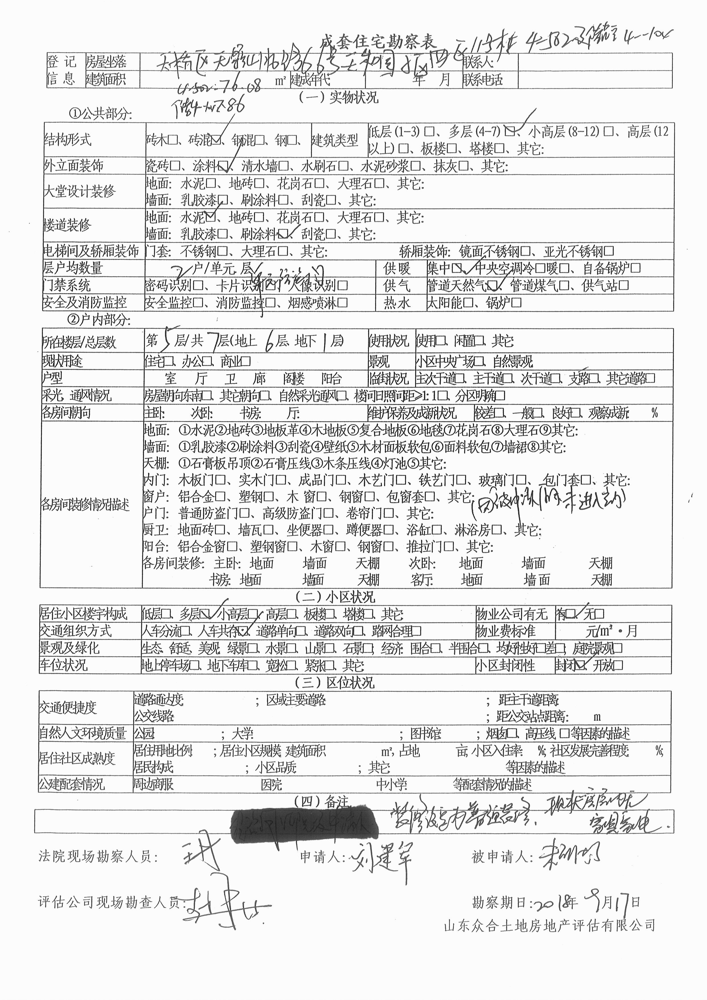 成套住宅勘察表
登记信息 房屋坐落: 天桥区无影山北路366号 四区115栋 4-502及储 4--104 联系人:
建筑面积: m² 建成年代: 年 月 联系电话:
4-502:76.08
(一)实物状况
①公共部分:
结构形式 砖木□、砖混☑、钢混□、钢□、 建筑类型 低层(1-3)□、多层(4-7)☑、小高层(8-12)□、高层(12
以上)□、板楼□、塔楼□、其它:
外立面装饰 瓷砖□、涂料☑、清水墙□、水刷石□、水泥砂浆□、抹灰□、其它:
大堂设计装修 地面: 水泥□、地砖□、花岗石□、大理石□、其它:
墙面: 乳胶漆□、刷涂料□、刮瓷□、其它:
楼道装修 地面: 水泥☑、地砖□、花岗石□、大理石□、其它:
墙面: 乳胶漆□、刷涂料☑、刮瓷□、其它:
电梯间及轿厢装饰 门套: 不锈钢□、大理石□、其它: 轿厢装饰: 镜面不锈钢□、亚光不锈钢□
层户均数量 2户/单元.层 供暖 集中☑、中央空调冷□暖□、自备锅炉□
门禁系统 密码识别□、卡片识别□、人像识别□ 单元防盗门 供气 管道天然气☑、管道煤气□、供气站□
安全及消防监控 安全监控□、消防监控□、烟感喷淋□ 热水 太阳能□、锅炉□
②户内部分:
所在楼层/总层数 第5层/共7层(地上6层、地下1层) 使用状况 使用□、闲置□、其它:
现状用途 住宅□、办公□、商业□ 景观 小区中央广场□、自然景观:
户型 室 厅 卫 廊 阁楼 阳台 临街状况 主次干道□、主干道□、次干道□、支路□、其它道路□
采光、通风情况 房屋朝向东南□、其它朝向□、自然采光通风□、楼间日照间距≥1:1□、分区明确□
各房间朝向 主卧: 次卧: 书房: 厅: 维护保养及成新状况 较差□、一般□、良好□、观察成新: %
各房间装修情况描述 地面: ①水泥②地砖③地板革④木地板⑤复合地板⑥地毯⑦花岗石⑧大理石⑨其它:
墙面: ①乳胶漆②刷涂料③刮瓷④壁纸⑤木材面板软包⑥面料软包⑦墙裙⑧其它:
天棚: ①石膏板吊顶②石膏压线③木条压线④灯池⑤其它:
内门: 木板门□、实木门□、成品门□、木艺门□、铁艺门□、玻璃门□、 包门套□、其它:
窗户: 铝合金□、塑钢□、木 窗□、钢窗□、包窗套□、其它:
户门: 普通防盗门□、高级防盗门□、卷帘门□、其它:
厨卫: 地面砖□、墙瓦□、坐便器□、蹲便器□、浴缸□、淋浴房□、其它:
阳台: 铝合金窗□、塑钢窗□、木窗□、钢窗□、推拉门□、其它:
各房间装修: 主卧: 地面 墙面 天棚 次卧: 地面 墙面 天棚
书房: 地面 墙面 天棚 客厅: 地面 墙面 天棚
(二)小区状况
居住小区楼宇构成 低层□、多层☑、小高层□、高层□、板楼□、塔楼□、其它: 物业公司有无 有☑、无□
交通组织方式 人车分流□、人车共存☑、道路单向□、道路双向□、路网合理□ 物业费标准 元/m²·月
景观及绿化 生态、舒适、美观: 绿景□、水景□、山景□、石景□; 经济: 围合□、半围合□、均好性好□差□; 庭院景观□
车位状况 地上停车场□、地下车库□、宽松□、紧张□、其它: 小区封闭性 封闭☑、开放□
(三)区位状况
交通便捷度 道路通达度: ; 区域主要道路: ; 距主干道距离:
公交线路: ; 距公交站点距离: m
自然人文环境质量 公园: ; 大学: ; 图书馆: ; 烟囱□、高压线□等因素的描述
居住社区成熟度 居住用地比例: ;居住小区规模:建筑面积 m²,占地 亩;小区入住率: %;社区发展完善程度: %;
居民构成: ; 小区品质: ; 其它: 等因素的描述
公建配套情况 周边商服: 医院: 中小学: 等配套情况的描述
(四)备注
装修设定为普通装修、现状房屋内无
家具家电.
法院现场勘察人员: 申请人: 刘建军 被申请人:
评估公司现场勘查人员: 勘察期日:2018年9月17日
山东众合土地房地产评估有限公司